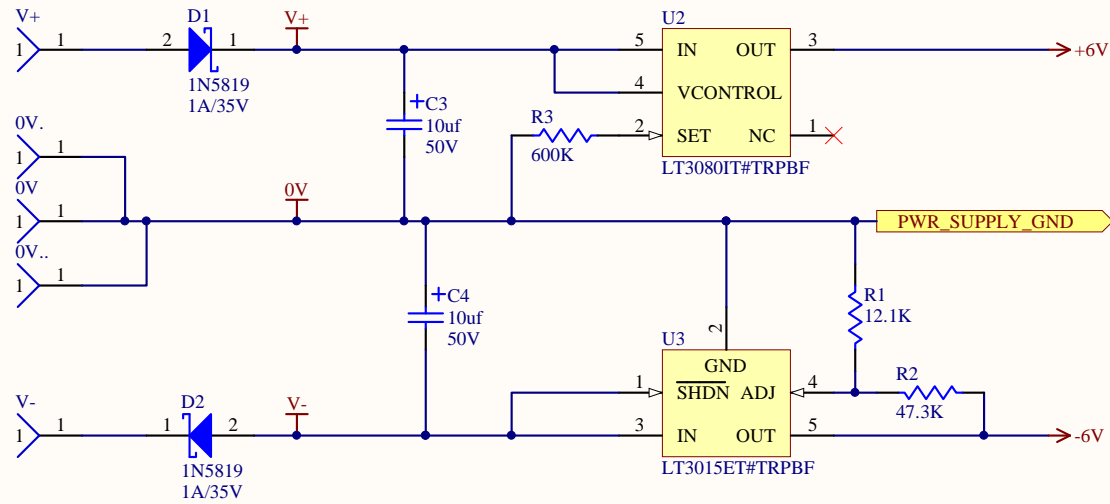 V+
1
1
D1
2
1
1N5819
1A/35V
V+
C3
10uf
50V
U2
5
IN
OUT
3
+6V
4
VCONTROL
R3
600K
2
SET
NC
1
LT3080IT#TRPBF
0V.
1
1
0V
1
1
0V
PWR_SUPPLY_GND
0V..
1
1
C4
10uf
50V
R1
12.1K
U3
2
GND
1
SHDN
ADJ
4
R2
47.3K
V-
1
1
D2
1
2
1N5819
1A/35V
V-
3
IN
OUT
5
-6V
LT3015ET#TRPBF